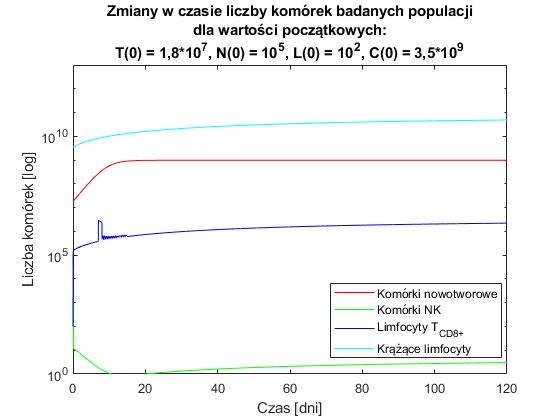 Zmiany w czasie liczby komórek badanych populacji
dla wartości początkowych:
T(0) = 1,8*10⁷, N(0) = 10⁵, L(0) = 10², C(0) = 3,5*10⁹
10¹⁰
10⁵
10⁰
Liczba komórek [log]
Komórki nowotworowe
Komórki NK
Limfocyty T_CD8+
Krążące limfocyty
0 20 40 60 80 100 120
Czas [dni]